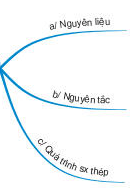 a/ Nguyên liệu
b/ Nguyên tắc
c/ Quá trình sx thép